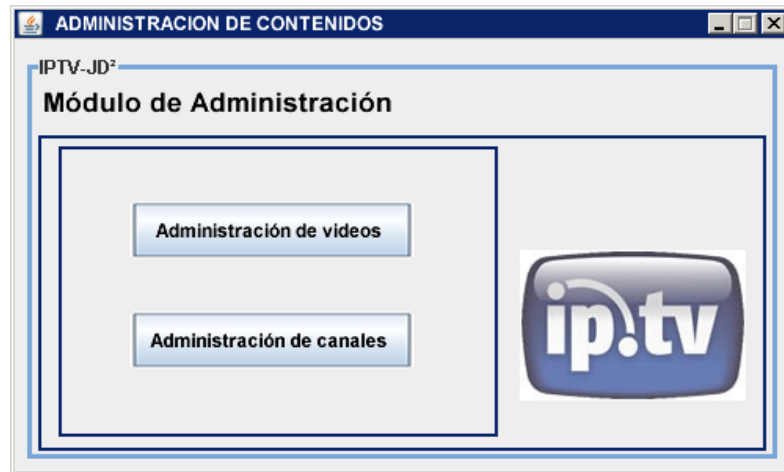 ADMINISTRACION DE CONTENIDOS
IPTV-JD²
Módulo de Administración
Administración de videos
Administración de canales
ip.tv